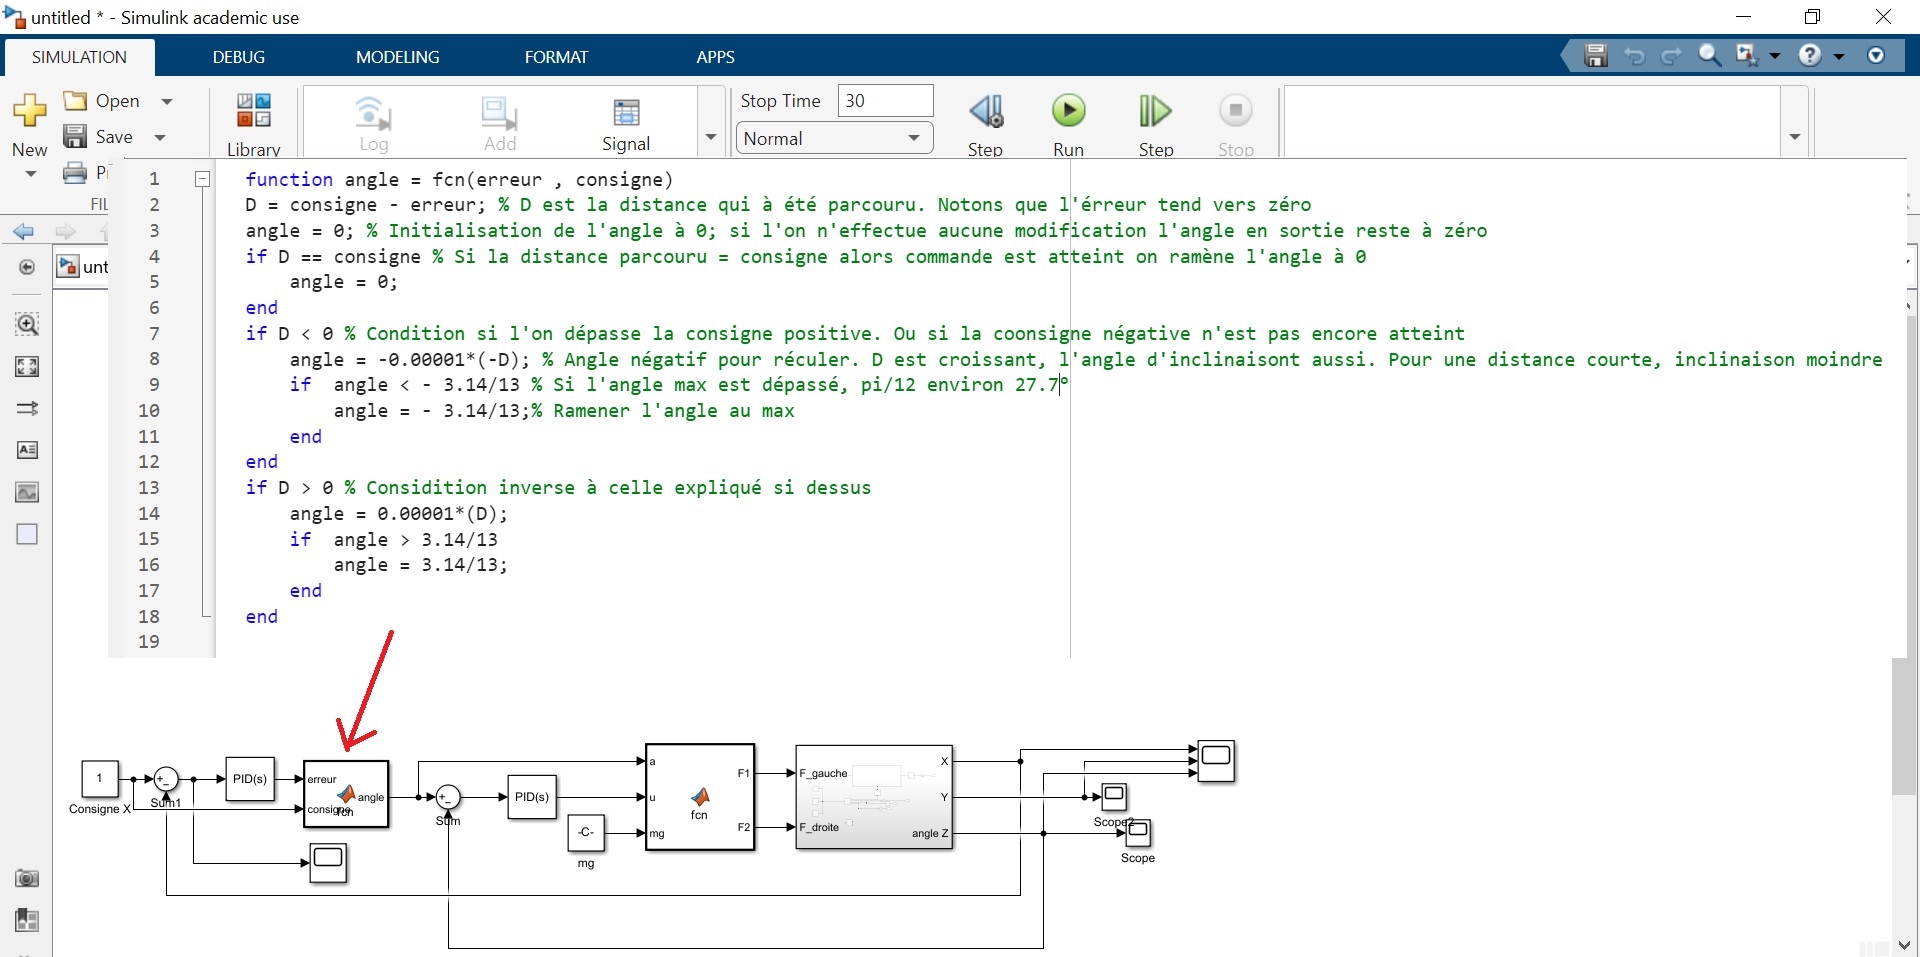 untitled * - Simulink academic use
SIMULATION DEBUG MODELING FORMAT APPS
Open
Save
New
FIL
Library
Log
Add
Signal
Stop Time 30
Normal
Step
Run
Step
Stop
unt
1 function angle = fcn(erreur , consigne)
2 D = consigne - erreur; % D est la distance qui à été parcouru. Notons que l'érreur tend vers zéro
3 angle = 0; % Initialisation de l'angle à 0; si l'on n'effectue aucune modification l'angle en sortie reste à zéro
4 if D == consigne % Si la distance parcouru = consigne alors commande est atteint on ramène l'angle à 0
5 angle = 0;
6 end
7 if D < 0 % Condition si l'on dépasse la consigne positive. Ou si la coonsigne négative n'est pas encore atteint
8 angle = -0.00001*(-D); % Angle négatif pour réculer. D est croissant, l'angle d'inclinaisont aussi. Pour une distance courte, inclinaison moindre
9 if angle < - 3.14/13 % Si l'angle max est dépassé, pi/12 environ 27.7°
10 angle = - 3.14/13;% Ramener l'angle au max
11 end
12 end
13 if D > 0 % Considition inverse à celle expliqué si dessus
14 angle = 0.00001*(D);
15 if angle > 3.14/13
16 angle = 3.14/13;
17 end
18 end
19
1
Consigne X
Sum1
PID(s)
erreur
consigne
angle
fcn
Sum
PID(s)
-C-
mg
a
u
mg
F1
F2
fcn
F_gauche
F_droite
X
Y
angle Z
Scope2
Scope